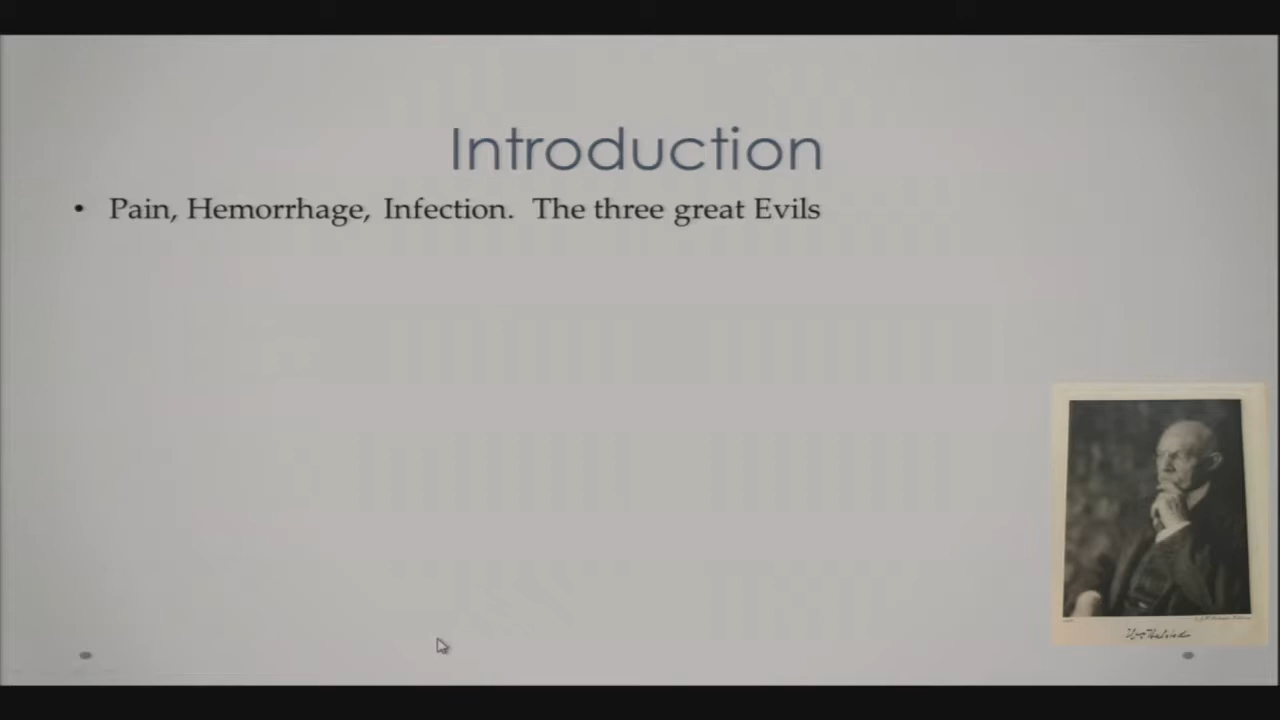 Introduction
• Pain, Hemorrhage, Infection. The three great Evils